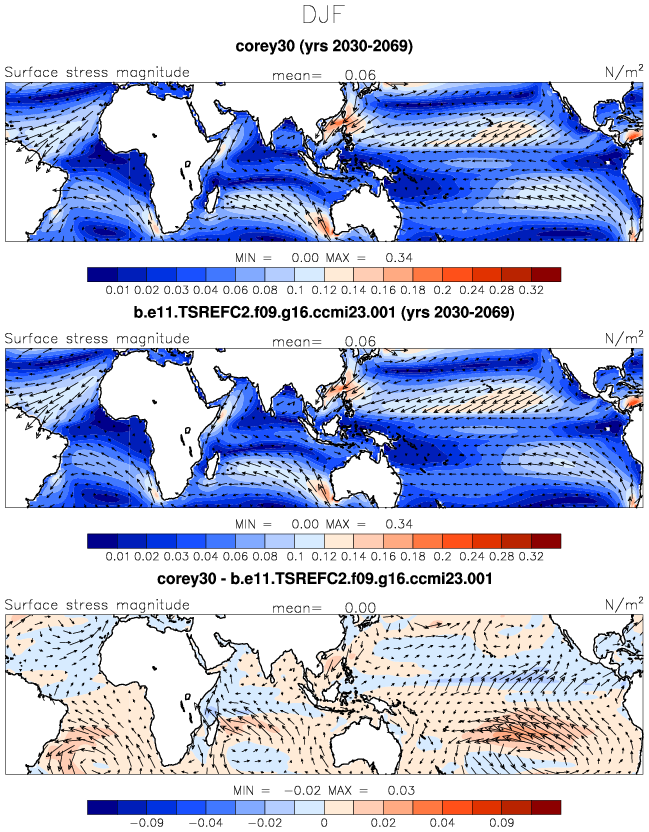 DJF
corey30 (yrs 2030-2069)
Surface stress magnitude mean= 0.06 N/m²
MIN = 0.00 MAX = 0.34
0.01 0.02 0.03 0.04 0.06 0.08 0.1 0.12 0.14 0.16 0.18 0.2 0.24 0.28 0.32
b.e11.TSREFC2.f09.g16.ccmi23.001 (yrs 2030-2069)
Surface stress magnitude mean= 0.06 N/m²
MIN = 0.00 MAX = 0.34
0.01 0.02 0.03 0.04 0.06 0.08 0.1 0.12 0.14 0.16 0.18 0.2 0.24 0.28 0.32
corey30 - b.e11.TSREFC2.f09.g16.ccmi23.001
Surface stress magnitude mean= 0.00 N/m²
MIN = −0.02 MAX = 0.03
−0.09 −0.04 −0.02 0 0.02 0.04 0.09